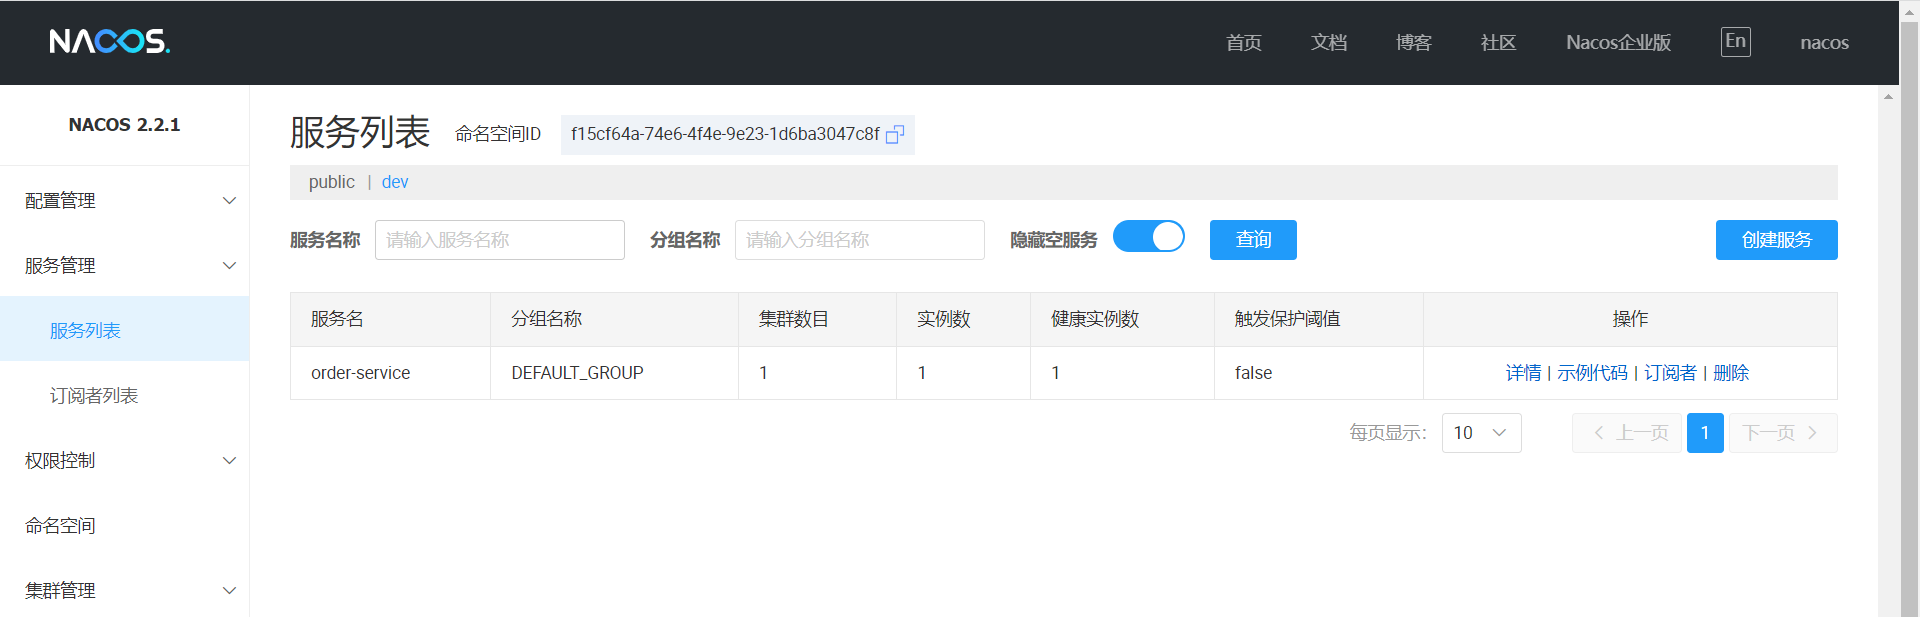 NACOS.
首页 文档 博客 社区 Nacos企业版 En nacos
NACOS 2.2.1
配置管理
服务管理
服务列表
订阅者列表
权限控制
命名空间
集群管理
服务列表 命名空间ID f15cf64a-74e6-4f4e-9e23-1d6ba3047c8f
public | dev
服务名称 请输入服务名称 分组名称 请输入分组名称 隐藏空服务 查询 创建服务
服务名 分组名称 集群数目 实例数 健康实例数 触发保护阈值 操作
order-service DEFAULT_GROUP 1 1 1 false 详情 | 示例代码 | 订阅者 | 删除
每页显示: 10 上一页 1 下一页